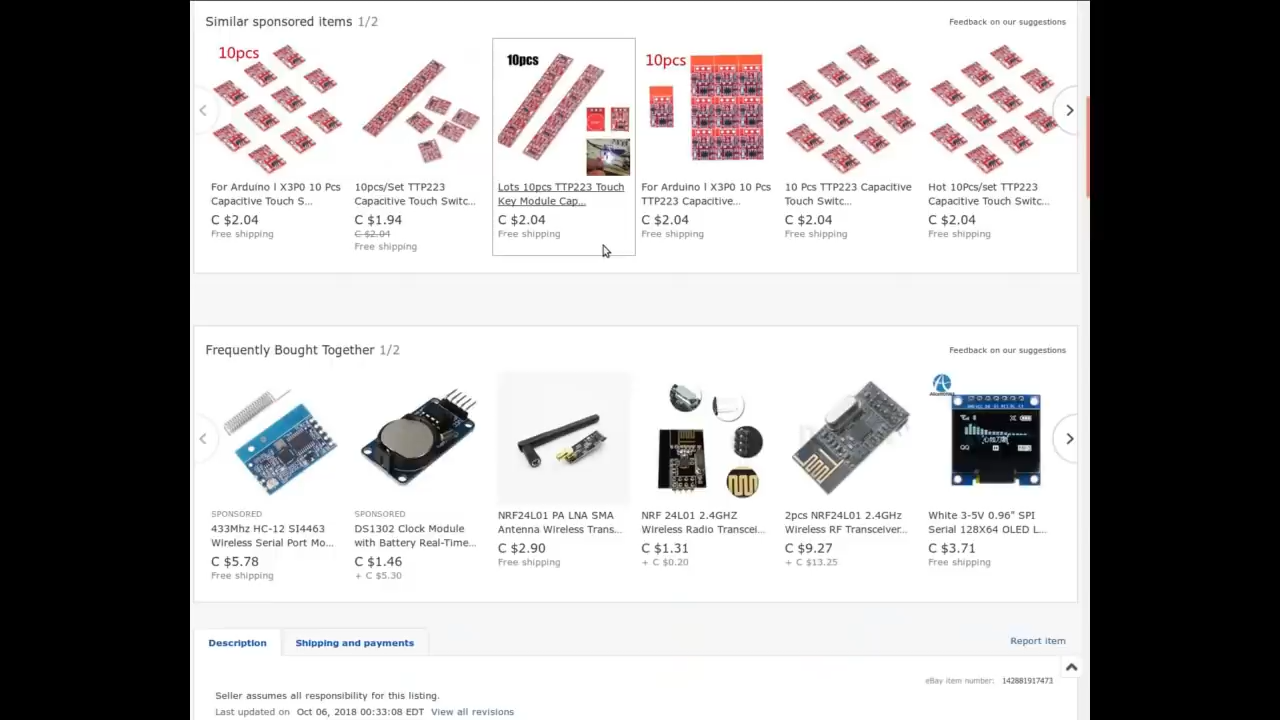 Similar sponsored items 1/2
Feedback on our suggestions
10pcs
10pcs
10pcs
For Arduino l X3P0 10 Pcs
Capacitive Touch S...
C $2.04
Free shipping
10pcs/Set TTP223
Capacitive Touch Switc...
C $1.94
C $2.04
Free shipping
Lots 10pcs TTP223 Touch
Key Module Cap...
C $2.04
Free shipping
For Arduino l X3P0 10 Pcs
TTP223 Capacitive...
C $2.04
Free shipping
10 Pcs TTP223 Capacitive
Touch Switc...
C $2.04
Free shipping
Hot 10Pcs/set TTP223
Capacitive Touch Switc...
C $2.04
Free shipping
Frequently Bought Together 1/2
Feedback on our suggestions
SPONSORED
433Mhz HC-12 SI4463
Wireless Serial Port Mo...
C $5.78
Free shipping
SPONSORED
DS1302 Clock Module
with Battery Real-Time...
C $1.46
+ C $5.30
NRF24L01 PA LNA SMA
Antenna Wireless Trans...
C $2.90
Free shipping
NRF 24L01 2.4GHZ
Wireless Radio Transcei...
C $1.31
+ C $0.20
2pcs NRF24L01 2.4GHz
Wireless RF Transceiver...
C $9.27
+ C $13.25
White 3-5V 0.96" SPI
Serial 128X64 OLED L...
C $3.71
Free shipping
Description
Shipping and payments
Report item
eBay item number: 142881917473
Seller assumes all responsibility for this listing.
Last updated on Oct 06, 2018 00:33:08 EDT View all revisions